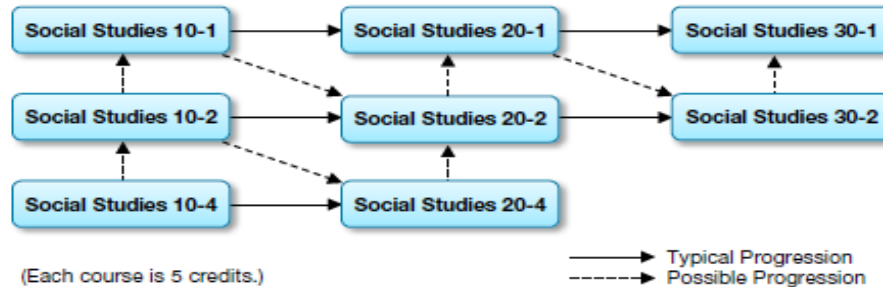 Social Studies 10-1
Social Studies 20-1
Social Studies 30-1
Social Studies 10-2
Social Studies 20-2
Social Studies 30-2
Social Studies 10-4
Social Studies 20-4
(Each course is 5 credits.)
Typical Progression
Possible Progression